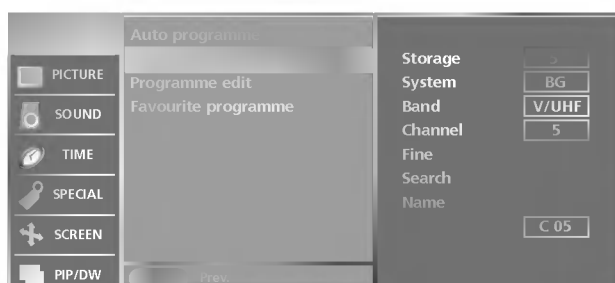 Auto programme
Programme edit
Favourite programme
PICTURE
SOUND
TIME
SPECIAL
SCREEN
PIP/DW
Storage 5
System BG
Band V/UHF
Channel 5
Fine
Search
Name
C 05
Prev.